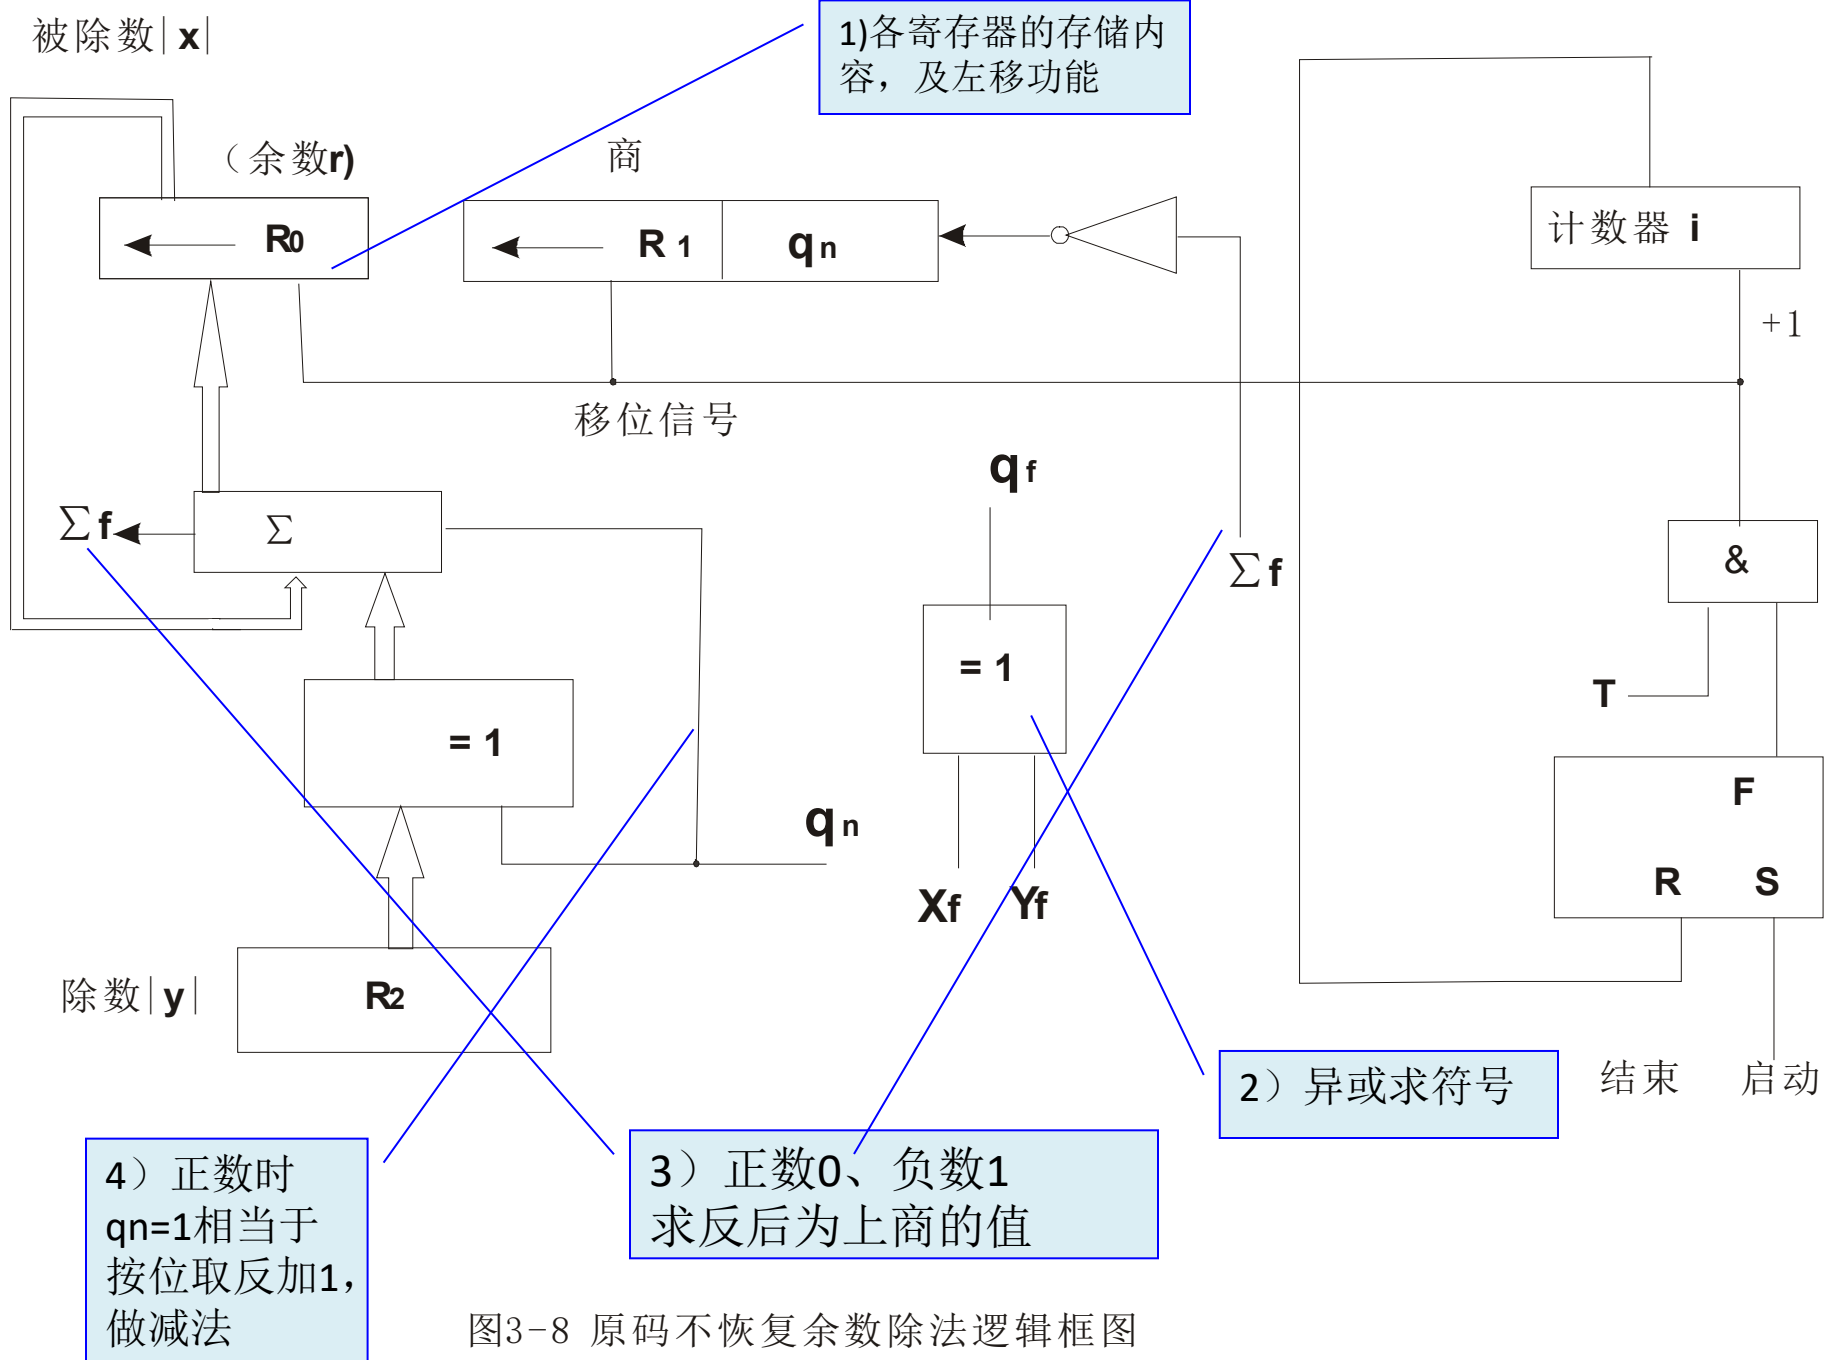 被除数|x|
1)各寄存器的存储内
容，及左移功能
（余数r)
商
R0
R1
qn
计数器 i
+1
移位信号
qf
∑f
∑
∑f
&
= 1
T
= 1
F
qn
R
S
Xf
Yf
除数|y|
R2
2）异或求符号
结束
启动
4）正数时
qn=1相当于
按位取反加1，
做减法
3）正数0、负数1
求反后为上商的值
图3-8 原码不恢复余数除法逻辑框图